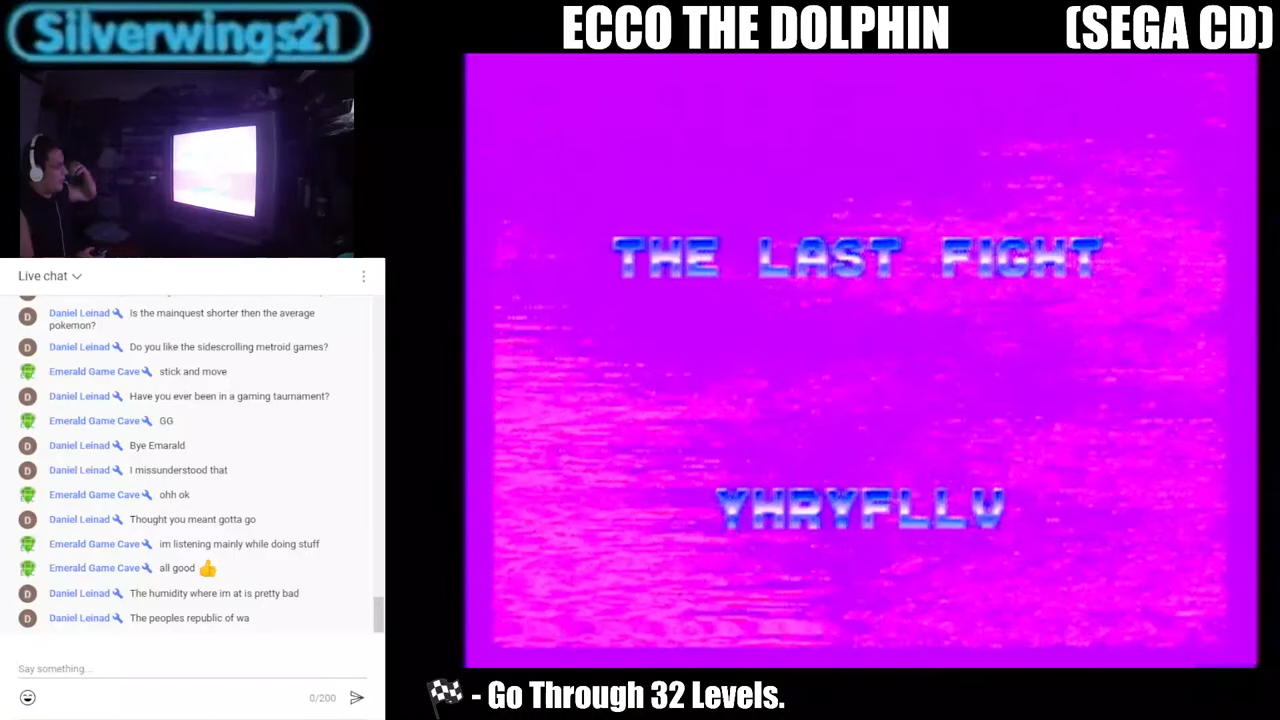 Silverwings21
ECCO THE DOLPHIN (SEGA CD)
Live chat
D Daniel Leinad Is the mainquest shorter then the average
pokemon?
D Daniel Leinad Do you like the sidescrolling metroid games?
Emerald Game Cave stick and move
D Daniel Leinad Have you ever been in a gaming taurnament?
Emerald Game Cave GG
D Daniel Leinad Bye Emarald
D Daniel Leinad I missunderstood that
Emerald Game Cave ohh ok
D Daniel Leinad Thought you meant gotta go
Emerald Game Cave im listening mainly while doing stuff
Emerald Game Cave all good 👍
D Daniel Leinad The humidity where im at is pretty bad
D Daniel Leinad The peoples republic of wa
Say something...
0/200
THE LAST FIGHT
YHRYFLLV
- Go Through 32 Levels.